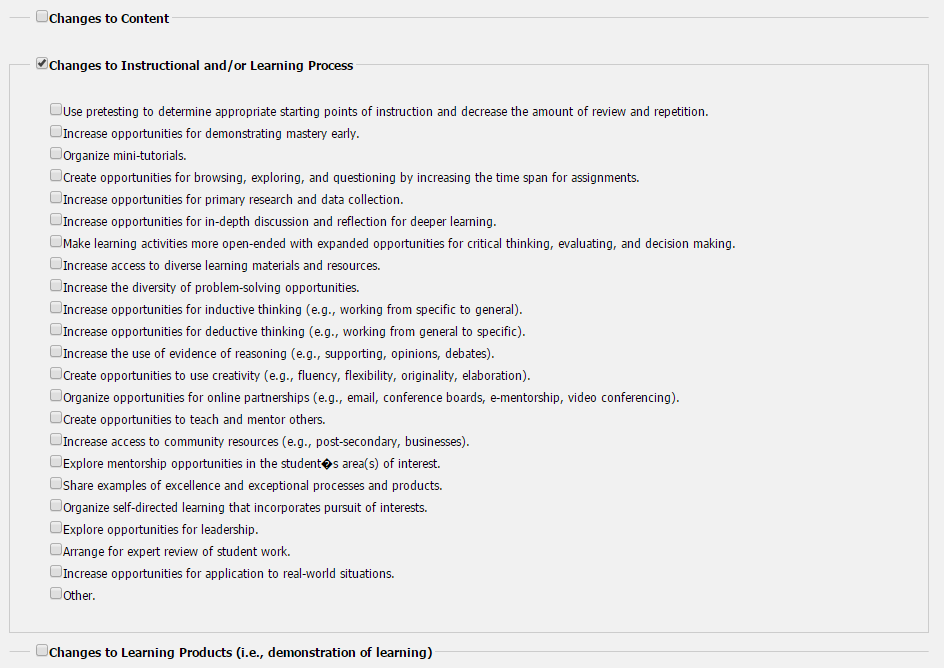 Changes to Content
Changes to Instructional and/or Learning Process
Use pretesting to determine appropriate starting points of instruction and decrease the amount of review and repetition.
Increase opportunities for demonstrating mastery early.
Organize mini-tutorials.
Create opportunities for browsing, exploring, and questioning by increasing the time span for assignments.
Increase opportunities for primary research and data collection.
Increase opportunities for in-depth discussion and reflection for deeper learning.
Make learning activities more open-ended with expanded opportunities for critical thinking, evaluating, and decision making.
Increase access to diverse learning materials and resources.
Increase the diversity of problem-solving opportunities.
Increase opportunities for inductive thinking (e.g., working from specific to general).
Increase opportunities for deductive thinking (e.g., working from general to specific).
Increase the use of evidence of reasoning (e.g., supporting, opinions, debates).
Create opportunities to use creativity (e.g., fluency, flexibility, originality, elaboration).
Organize opportunities for online partnerships (e.g., email, conference boards, e-mentorship, video conferencing).
Create opportunities to teach and mentor others.
Increase access to community resources (e.g., post-secondary, businesses).
Explore mentorship opportunities in the student�s area(s) of interest.
Share examples of excellence and exceptional processes and products.
Organize self-directed learning that incorporates pursuit of interests.
Explore opportunities for leadership.
Arrange for expert review of student work.
Increase opportunities for application to real-world situations.
Other.
Changes to Learning Products (i.e., demonstration of learning)